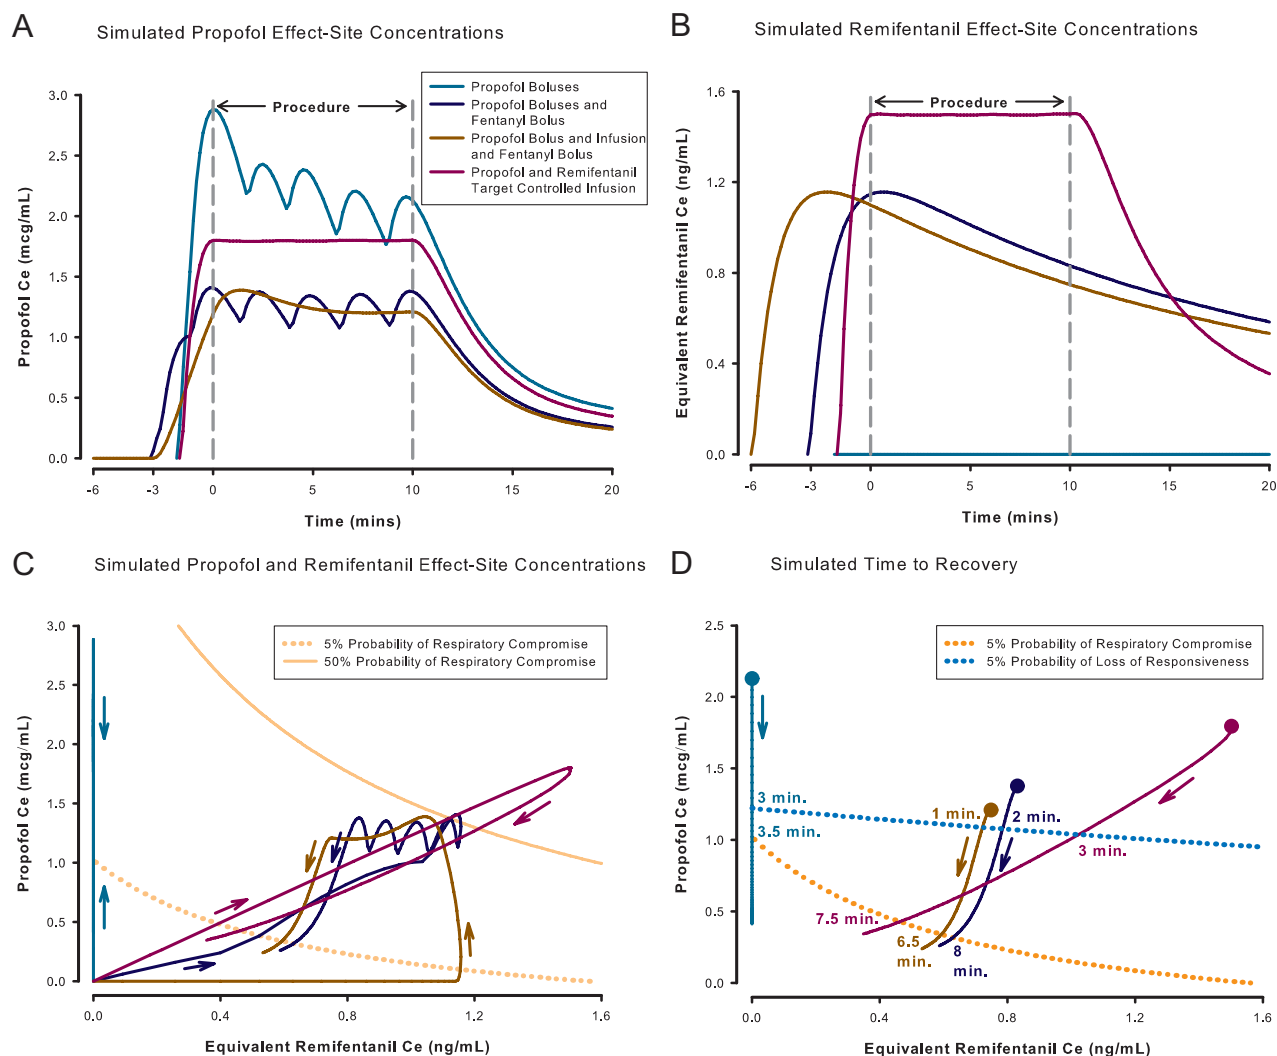 A
Simulated Propofol Effect-Site Concentrations
Propofol Boluses
Propofol Boluses and
Fentanyl Bolus
Propofol Bolus and Infusion
and Fentanyl Bolus
Propofol and Remifentanil
Target Controlled Infusion
Procedure
Propofol Ce (mcg/mL)
3.0
2.5
2.0
1.5
1.0
0.5
0.0
-6
-3
0
5
10
15
20
Time (mins)
B
Simulated Remifentanil Effect-Site Concentrations
Procedure
Equivalent Remifentanil Ce (ng/mL)
1.6
1.2
0.8
0.4
0.0
-6
-3
0
5
10
15
20
Time (mins)
C
Simulated Propofol and Remifentanil Effect-Site Concentrations
5% Probability of Respiratory Compromise
50% Probability of Respiratory Compromise
Propofol Ce (mcg/mL)
3.0
2.5
2.0
1.5
1.0
0.5
0.0
0.0
0.4
0.8
1.2
1.6
Equivalent Remifentanil Ce (ng/mL)
D
Simulated Time to Recovery
5% Probability of Respiratory Compromise
5% Probability of Loss of Responsiveness
Propofol Ce (mcg/mL)
2.5
2.0
1.5
1.0
0.5
0.0
3 min.
3.5 min.
1 min.
2 min.
3 min.
7.5 min.
6.5
min.
8
min.
0.0
0.4
0.8
1.2
1.6
Equivalent Remifentanil Ce (ng/mL)